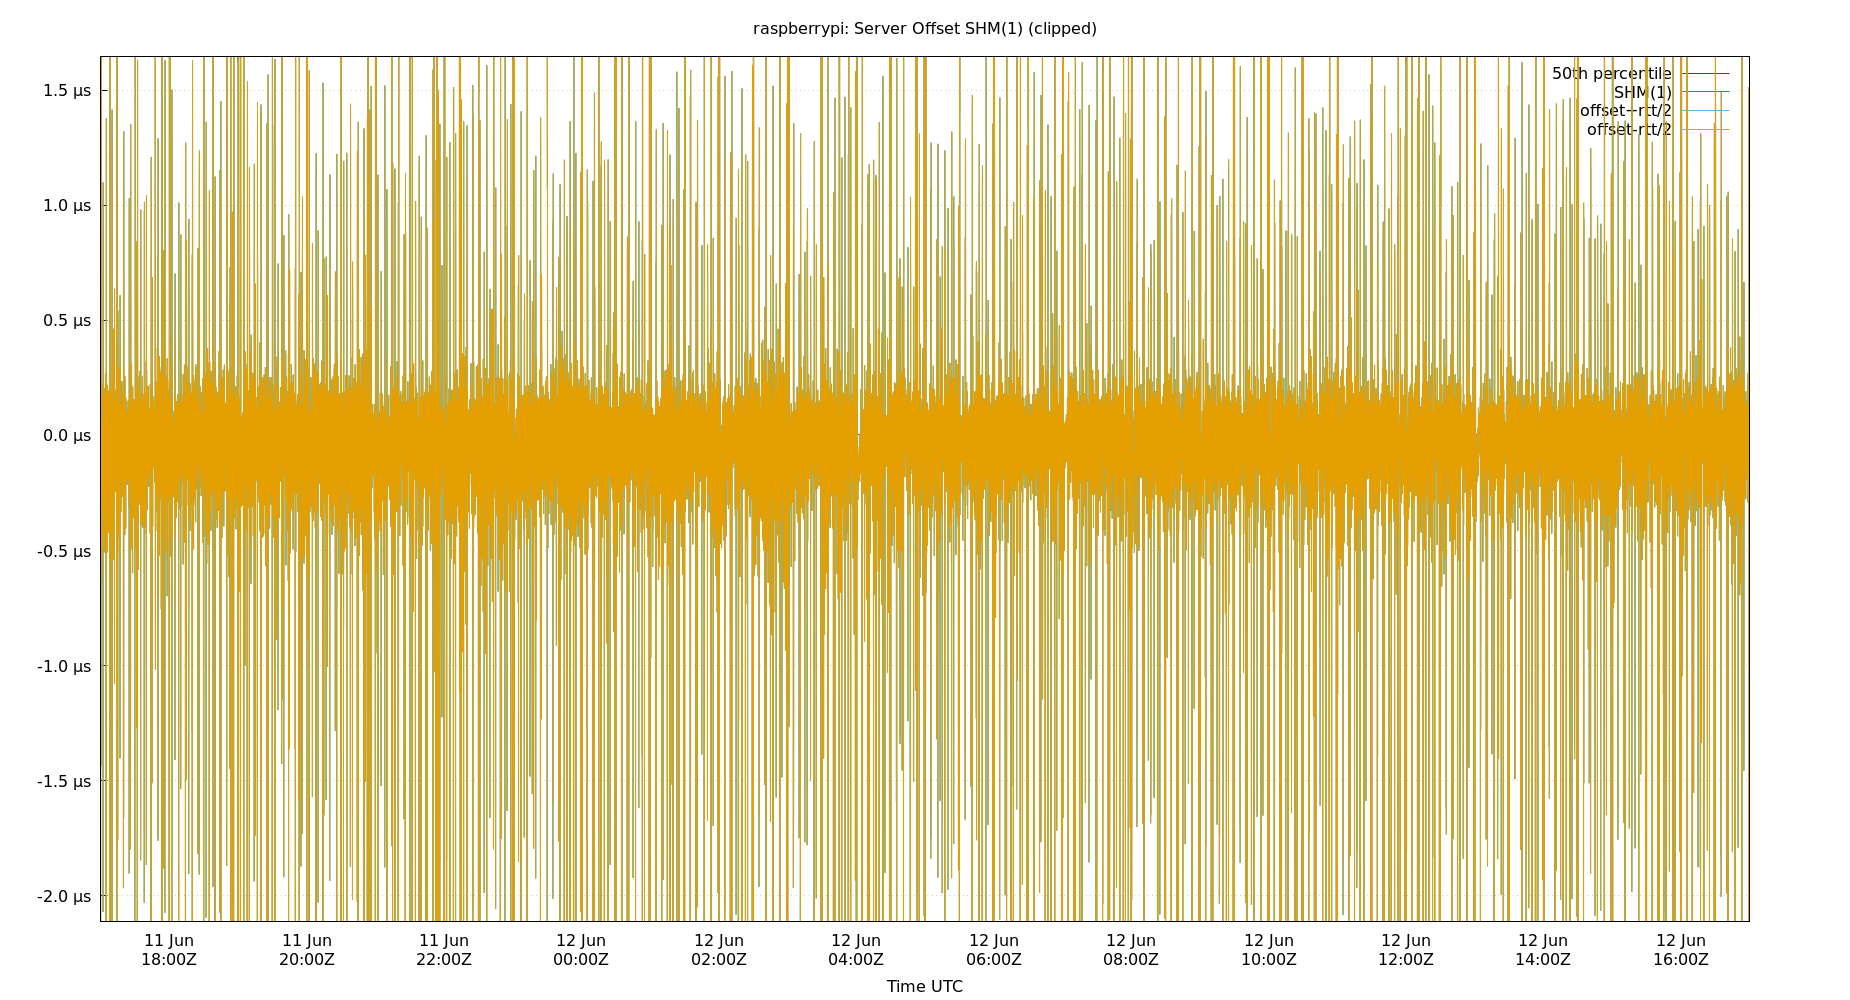 raspberrypi: Server Offset SHM(1) (clipped)
50th percentile
SHM(1)
offset+rtt/2
offset-rtt/2
1.5 µs
1.0 µs
0.5 µs
0.0 µs
-0.5 µs
-1.0 µs
-1.5 µs
-2.0 µs
11 Jun 11 Jun 11 Jun 12 Jun 12 Jun 12 Jun 12 Jun 12 Jun 12 Jun 12 Jun 12 Jun 12 Jun
18:00Z 20:00Z 22:00Z 00:00Z 02:00Z 04:00Z 06:00Z 08:00Z 10:00Z 12:00Z 14:00Z 16:00Z
Time UTC